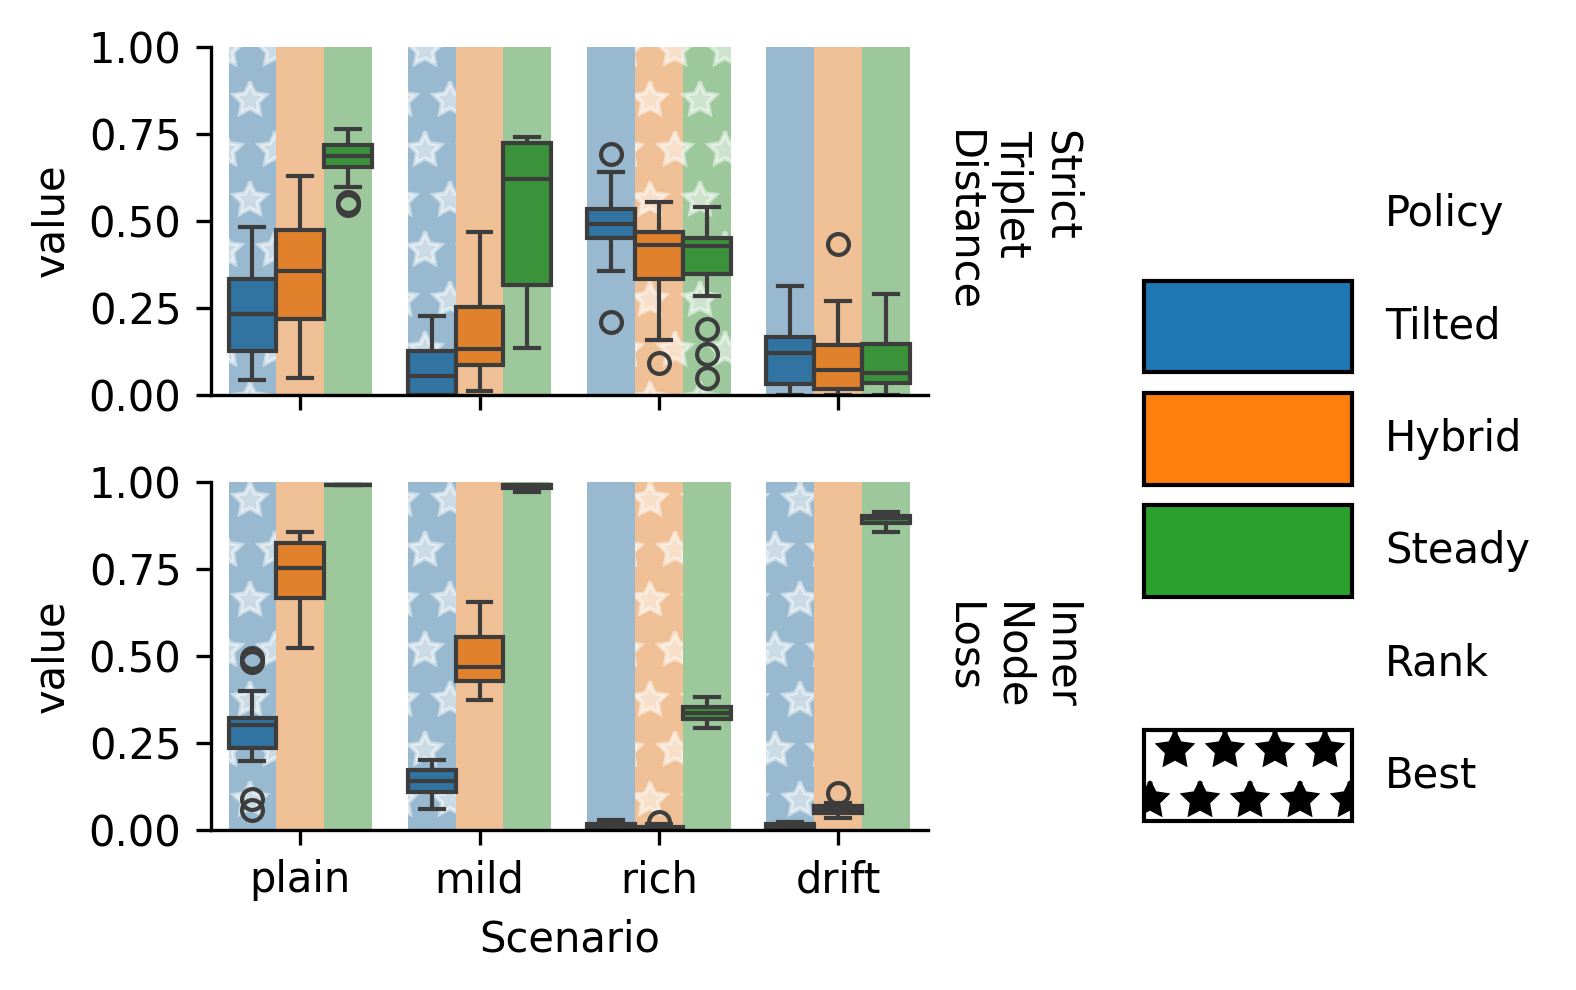 1.00
0.75
0.50
0.25
0.00
value
Strict
Triplet
Distance
1.00
0.75
0.50
0.25
0.00
value
Inner
Node
Loss
plain
mild
rich
drift
Scenario
Policy
Tilted
Hybrid
Steady
Rank
Best